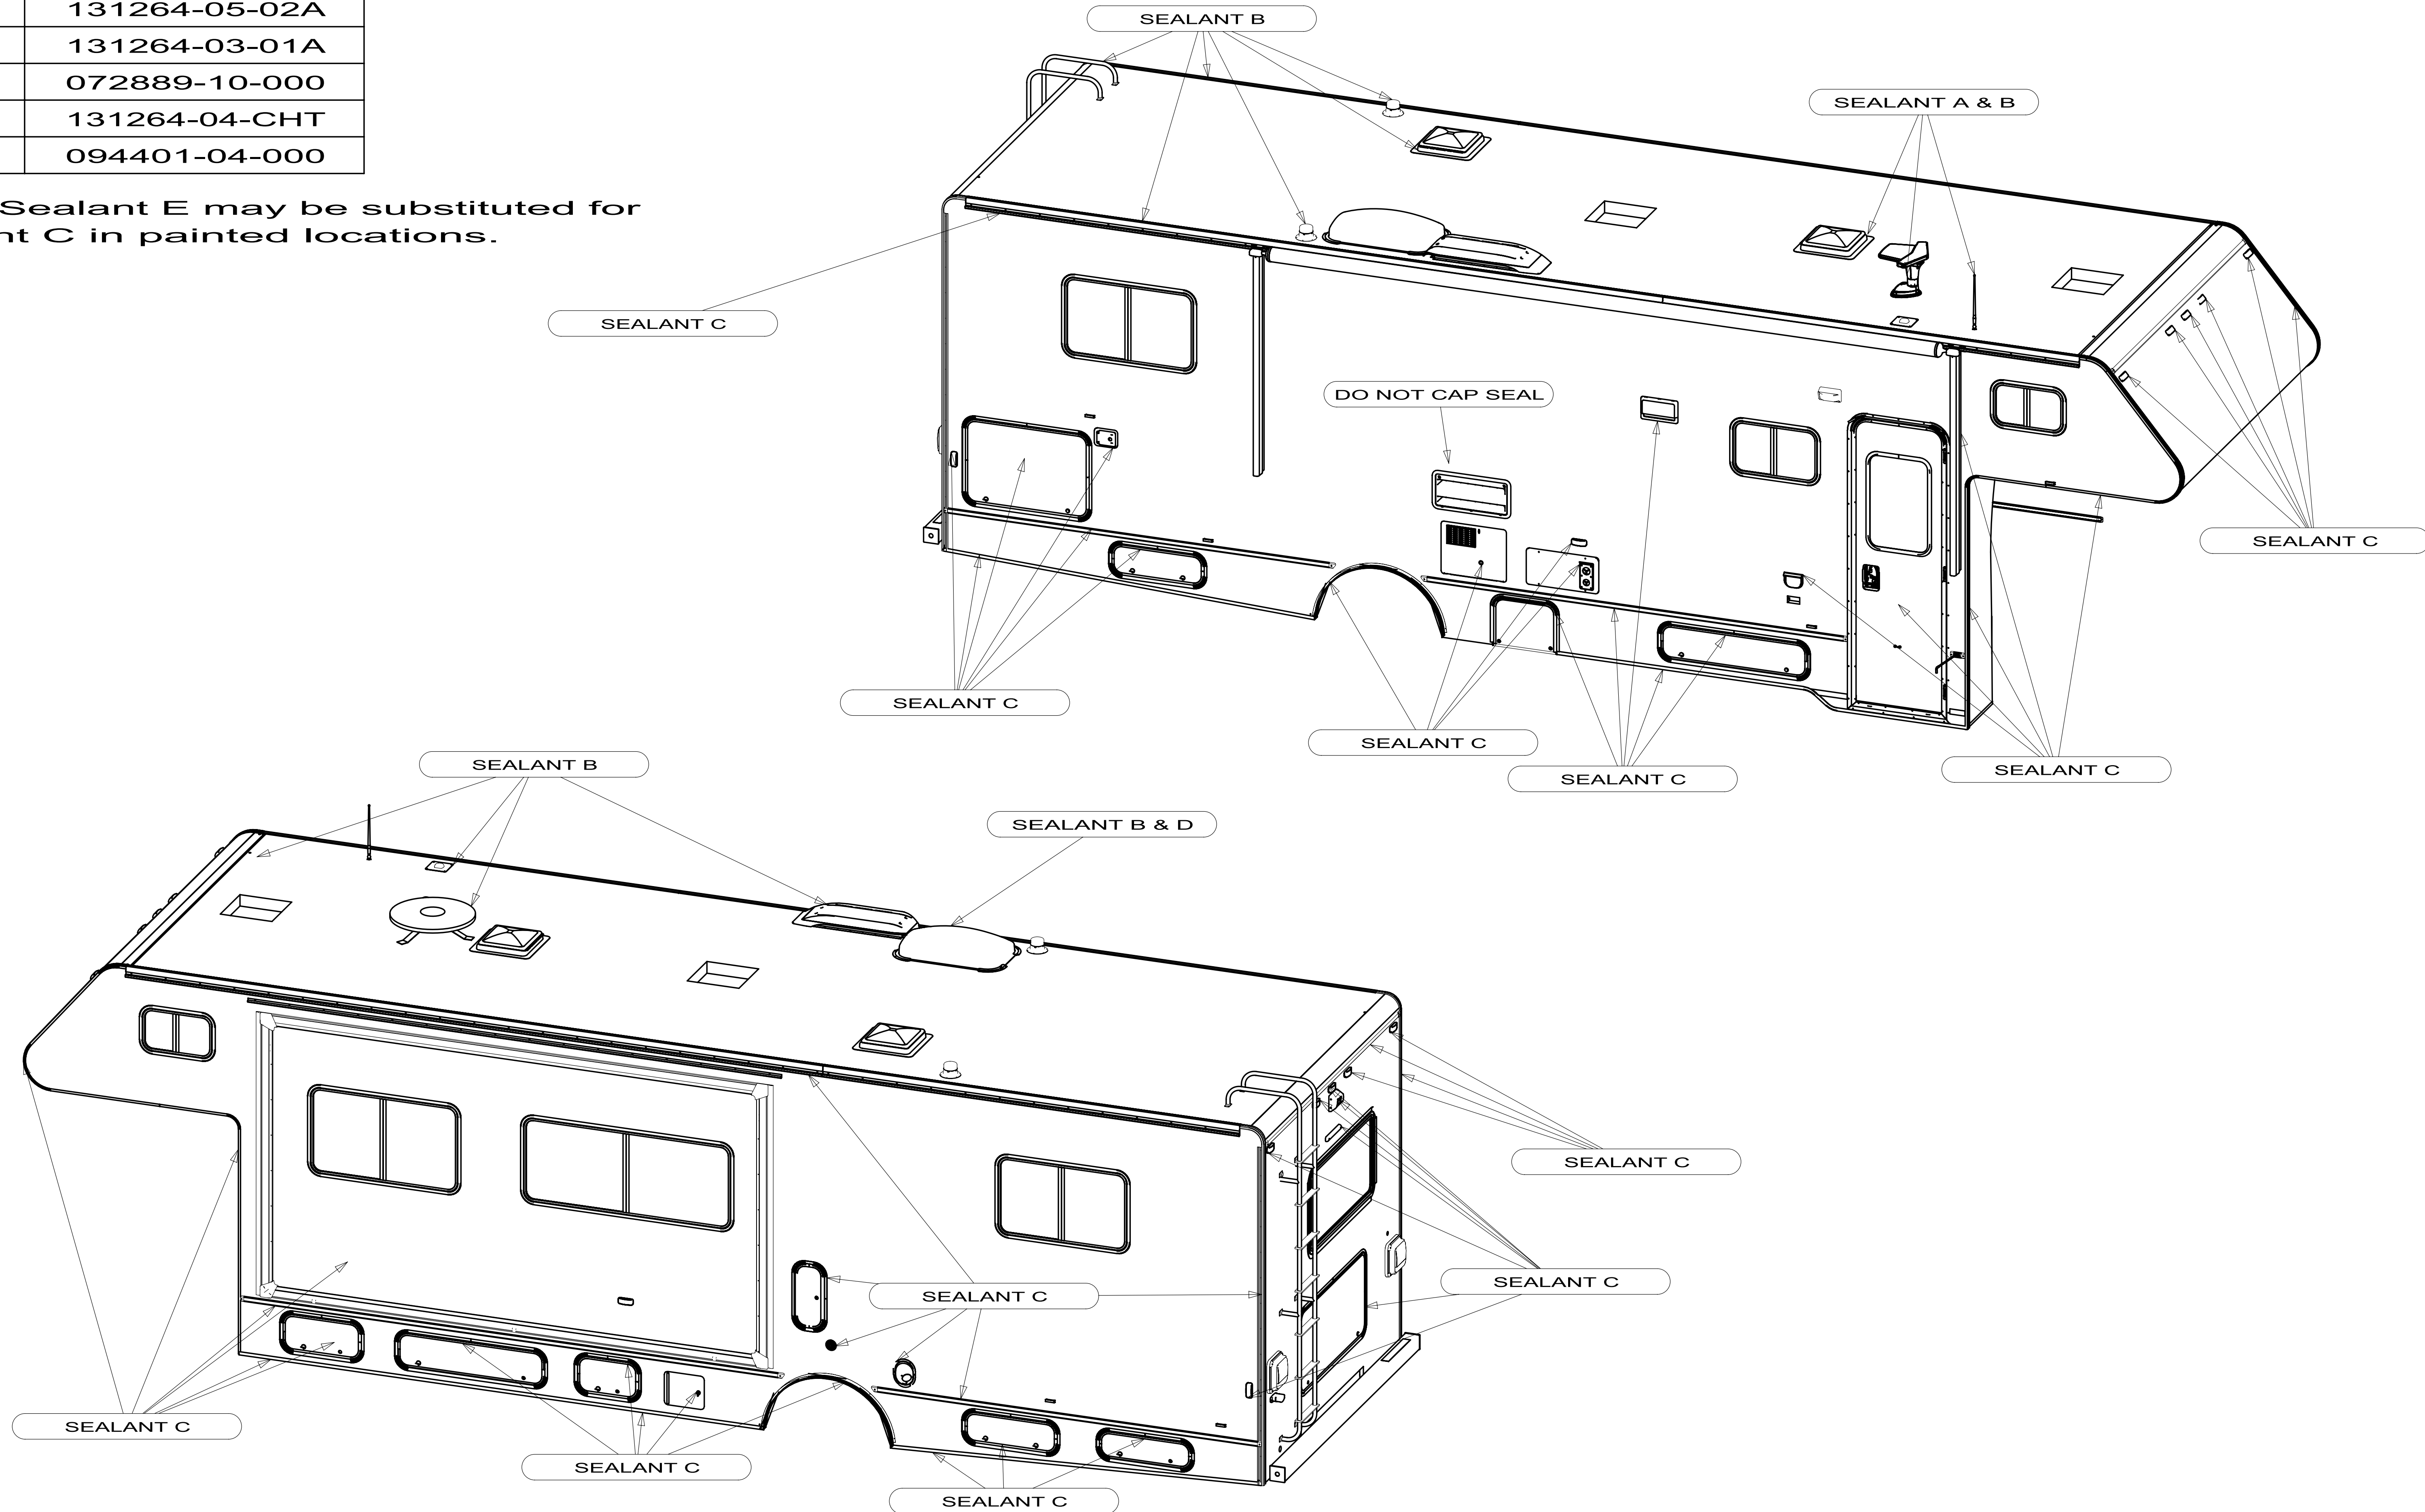 131264-05-02A
131264-03-01A
072889-10-000
131264-04-CHT
094401-04-000
Sealant E may be substituted for
nt C in painted locations.
SEALANT B
SEALANT A & B
SEALANT C
DO NOT CAP SEAL
SEALANT C
SEALANT C
SEALANT C
SEALANT C
SEALANT C
SEALANT B
SEALANT B & D
SEALANT C
SEALANT C
SEALANT C
SEALANT C
SEALANT C
SEALANT C